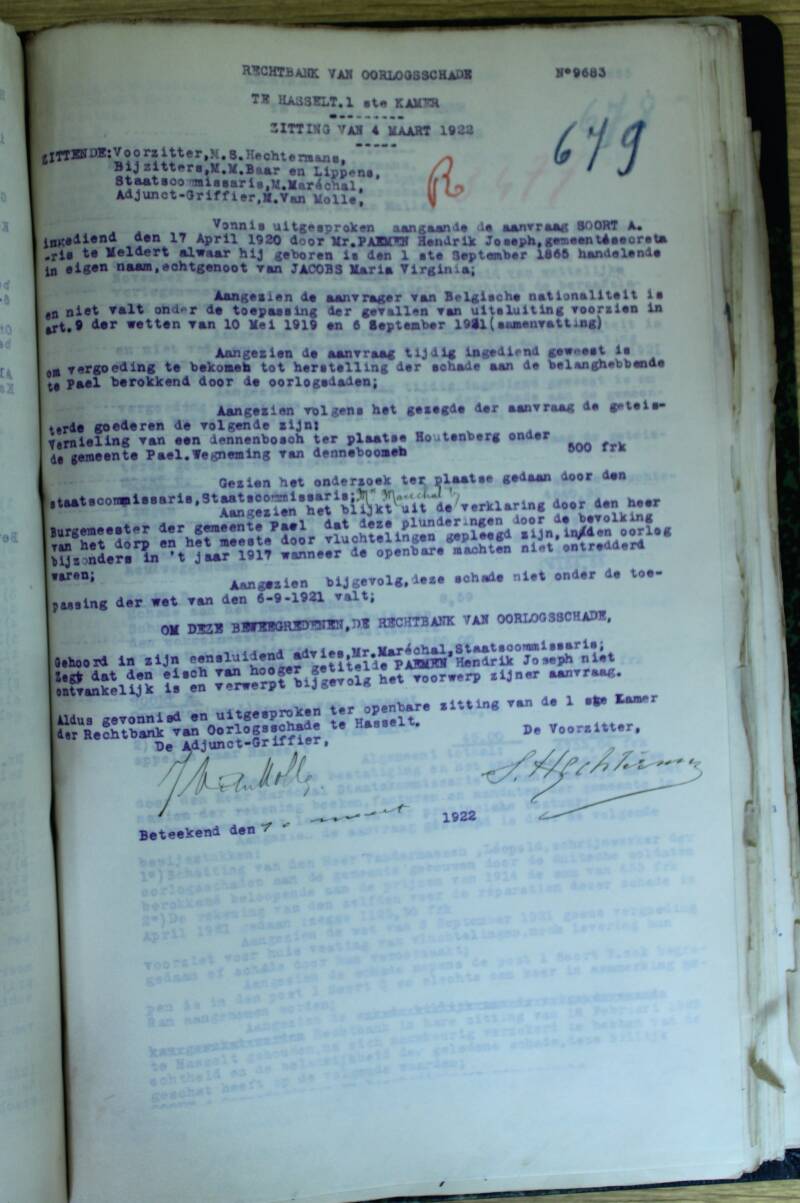 RECHTBANK VAN OORLOGSSCHADE N°9683
TE HASSELT.1 ste KAMER
ZITTING VAN 4 MAART 1922
679
R
ZITTENDE:Voorzitter,M.S.Hechtermans,
Bijzitters,M.M.Baar en Lippens,
Staatscommissaris,M.Maréchal,
Adjunct-Griffier,M.Van Molle,
Vonnis uitgesproken aangaande de aanvraag SOORT A.
ingediend den 17 April 1920 door Mr.PAEMEN Hendrik Joseph,gemeentesecreta
-ris te Meldert alwaar hij geboren is den 1 ste September 1865 handelende
in eigen naam,echtgenoot van JACOBS Maria Virginia;
Aangezien de aanvrager van Belgische nationaliteit is
en niet valt onder de toepassing der gevallen van uitsluiting voorzien in
art.9 der wetten van 10 Mei 1919 en 6 September 1921(samenvatting)
Aangezien de aanvraag tijdig ingediend geweest is
om vergoeding te bekomeh tot herstelling der schade aan de belanghebbende
te Pael berokkend door de oorlogsdaden;
Aangezien volgens het gezegde der aanvraag de geteis-
terde goederen de volgende zijn:
Vernieling van een dennenbosch ter plaatse Houtenberg onder
de gemeente Pael.Wegneming van denneboomeh 500 frk
Gezien het onderzoek ter plaatse gedaan door den
staatscommissaris,Staatscommissaris;Mr Maréchal
Aangezien het blijkt uit de verklaring door den heer
Burgemeester der gemeente Pael dat deze plunderingen door de bevolking
van het dorp en het meeste door vluchtelingen gepleegd zijn,in den oorlog
bijzonders in 't jaar 1917 wanneer de openbare machten niet ontredderd
waren;
Aangezien bijgevolg,deze schade niet onder de toe-
passing der wet van den 6-9-1921 valt;
OM DEZE BEWEEGREDENEN,DE RECHTBANK VAN OORLOGSSCHADE,
Gehoord in zijn eensluidend advies,Mr.Maréchal,Staatscommissaris;
Zegt dat den eisch van hooger getitelde PAEMEN Hendrik Joseph niet
ontvankelijk is en verwerpt bijgevolg het voorwerp zijner aanvraag.
Aldus gevonnisd en uitgesproken ter openbare zitting van de 1 ste Kamer
der Rechtbank van Oorlogsschade te Hasselt.
De Adjunct-Griffier, De Voorzitter,
J VanMolle S. Hechtermans
Beteekend den meert 1922